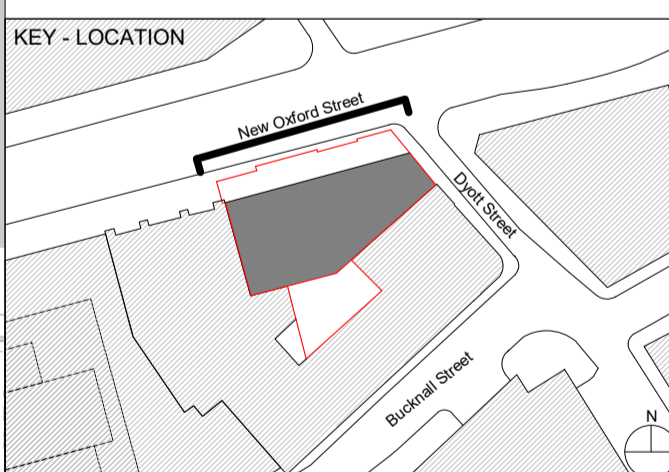 KEY - LOCATION
New Oxford Street
Dyott Street
Bucknall Street
N